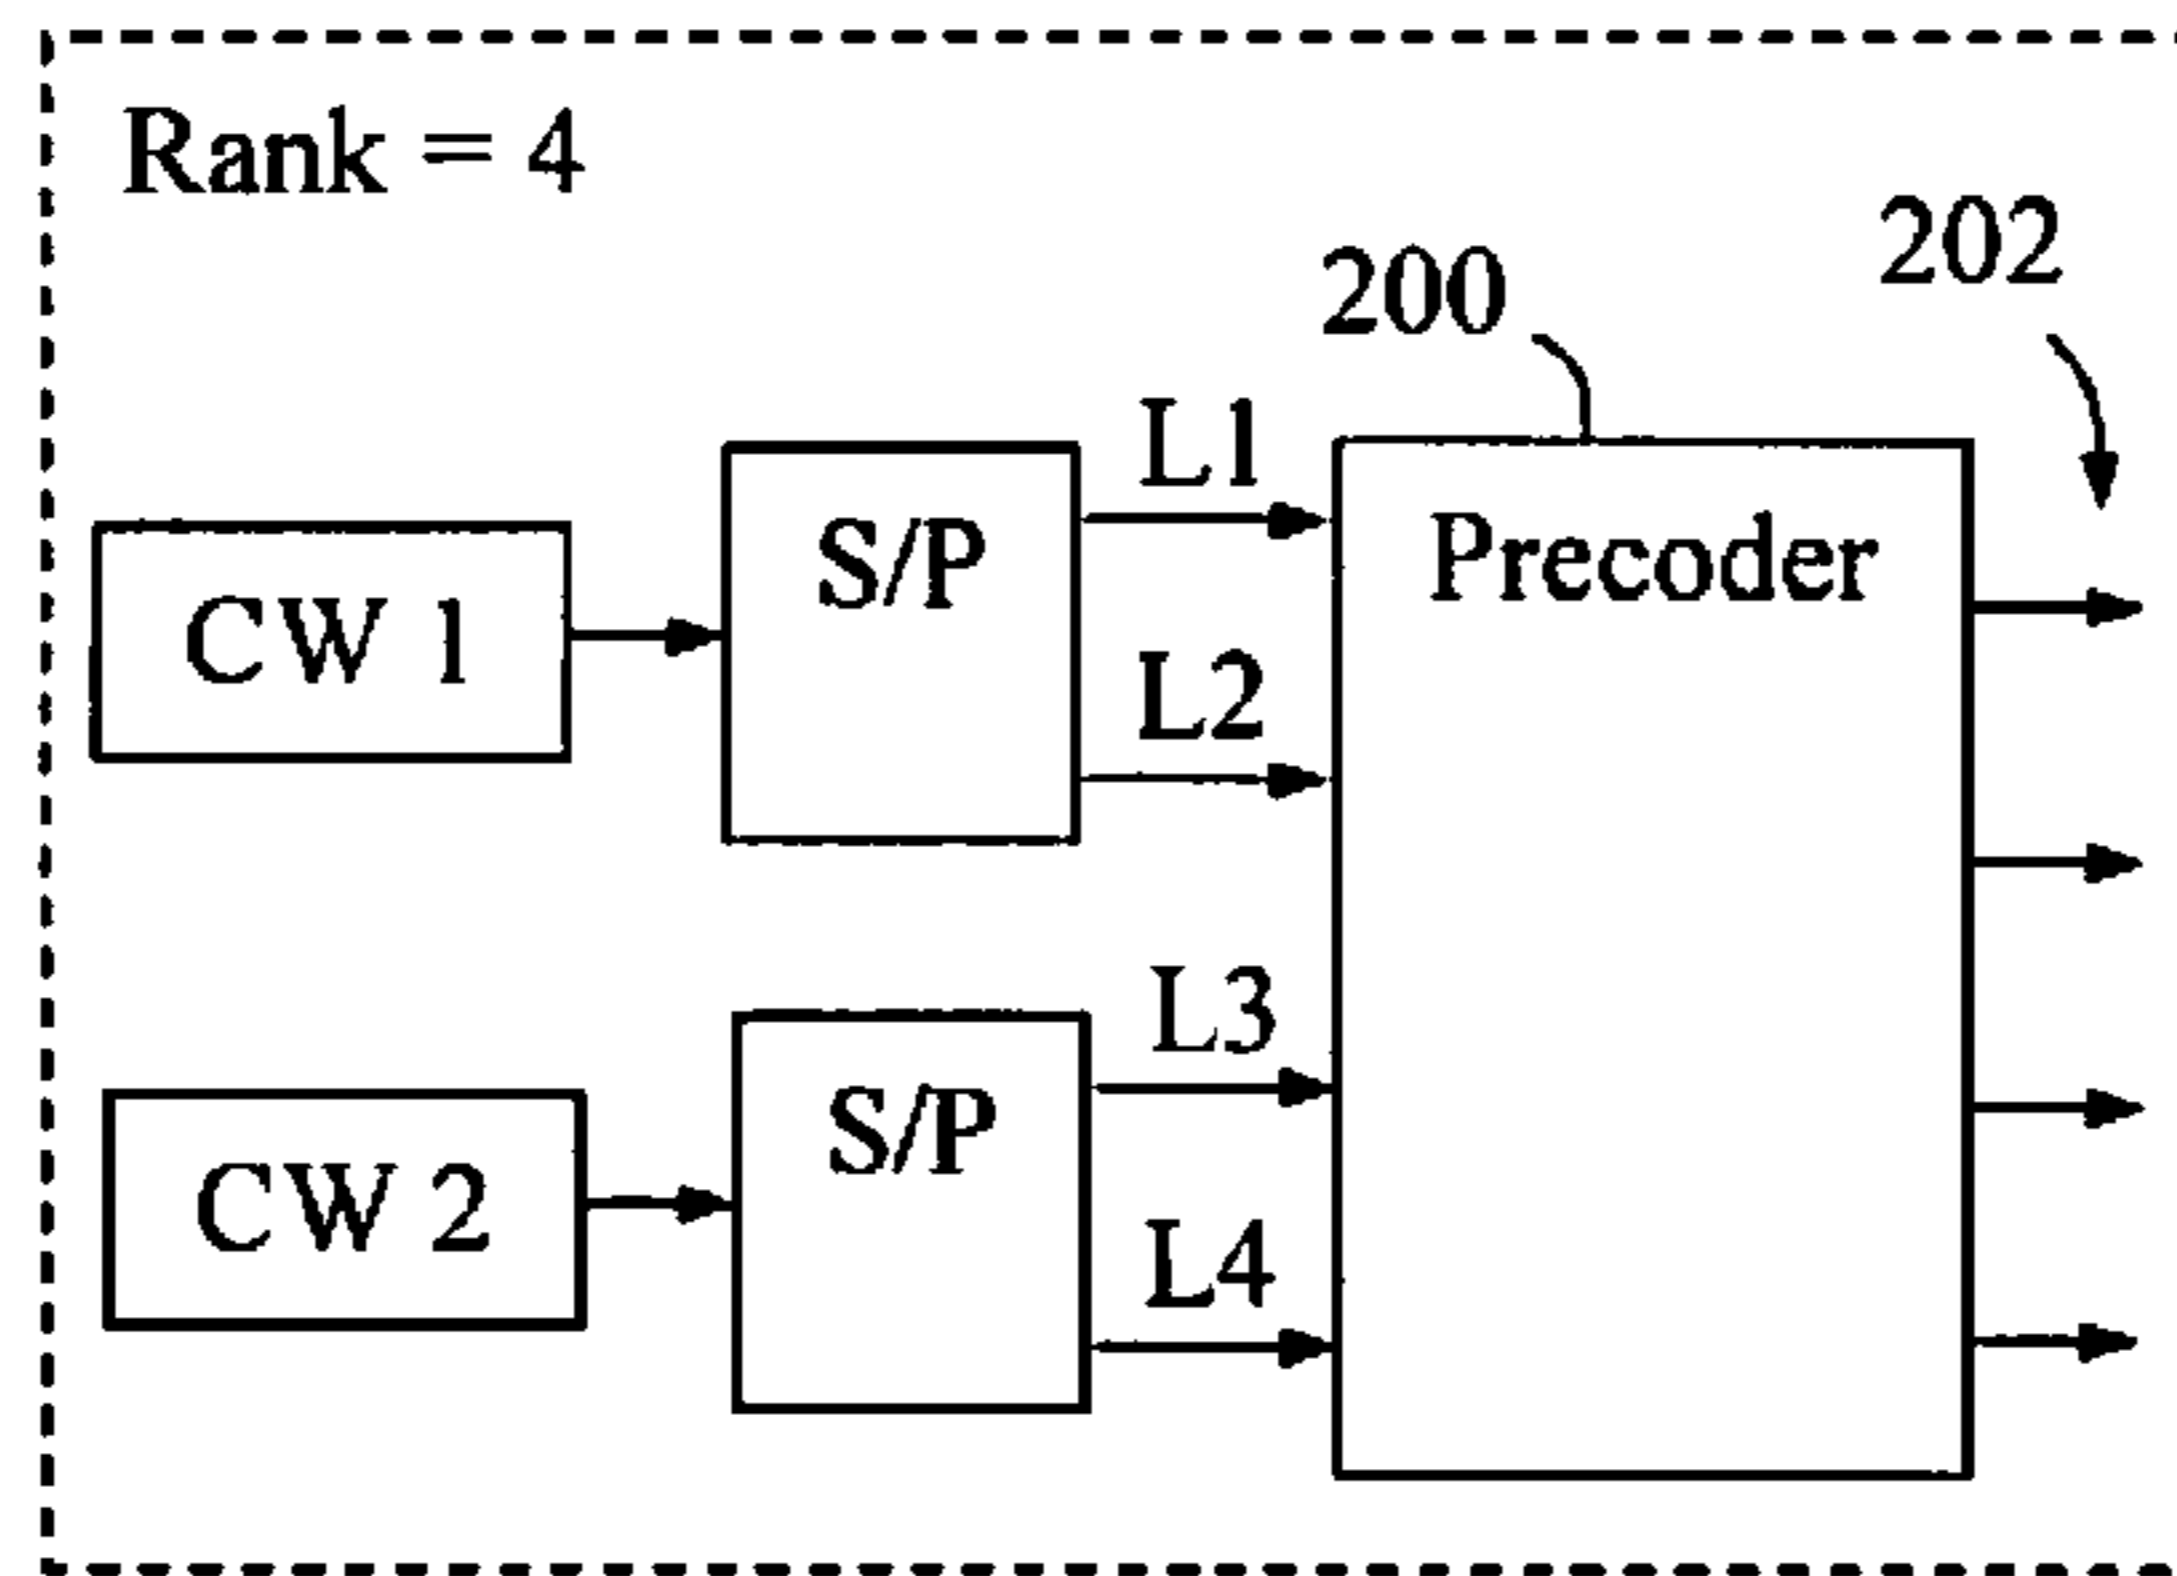 Rank = 4
202
200
L1
S/P
Precoder
CW 1
L2
L3
S/P
CW 2
L4